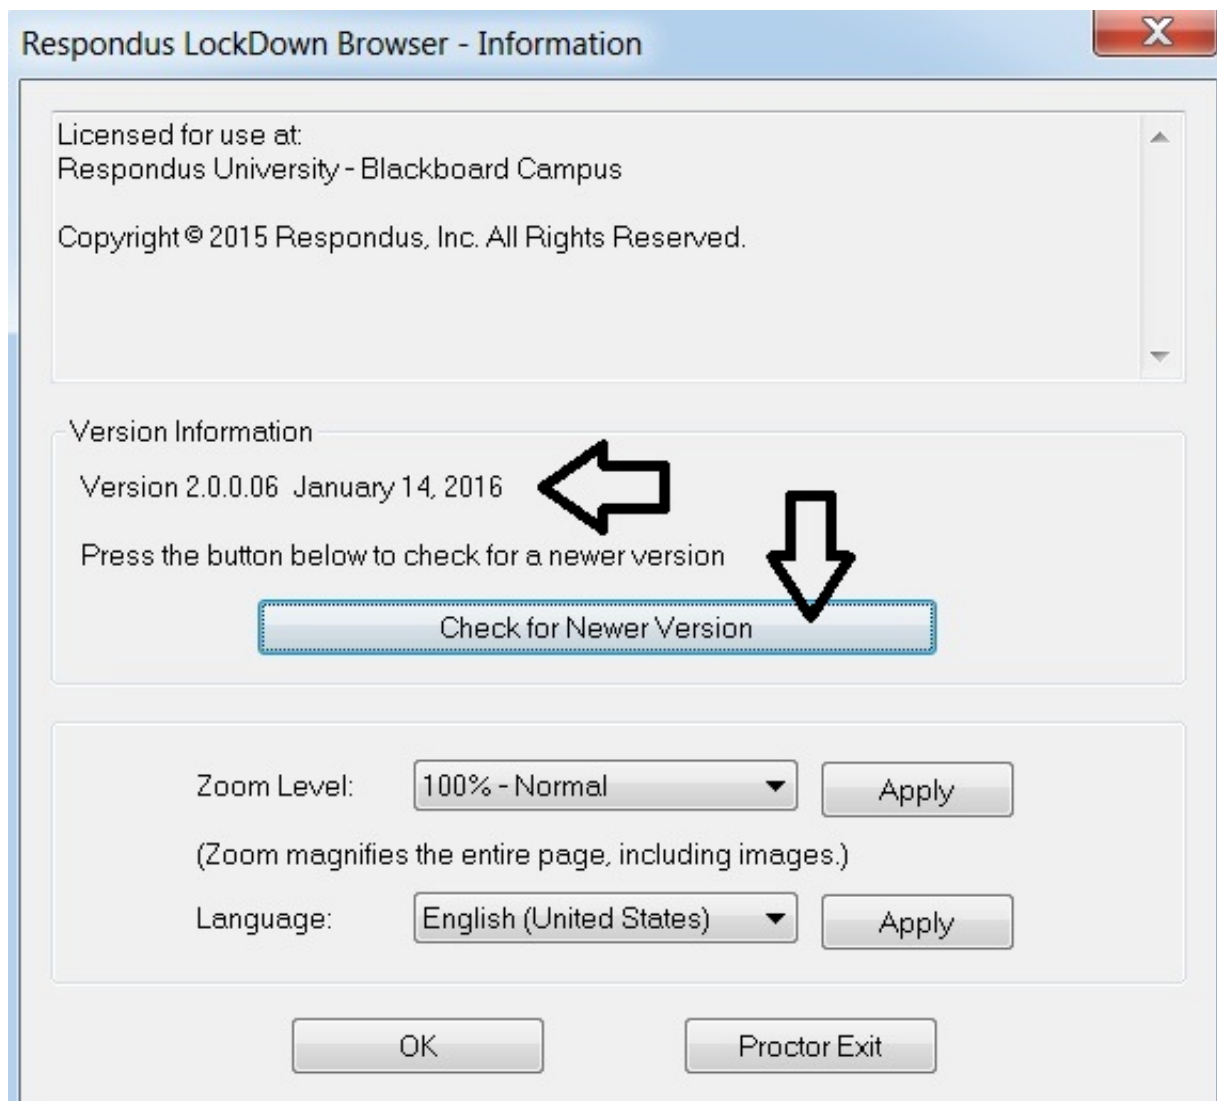 Respondus LockDown Browser - Information
X
Licensed for use at:
Respondus University - Blackboard Campus
Copyright © 2015 Respondus, Inc. All Rights Reserved.
Version Information
Version 2.0.0.06  January 14, 2016
Press the button below to check for a newer version
Check for Newer Version
Zoom Level: 100% - Normal Apply
(Zoom magnifies the entire page, including images.)
Language: English (United States) Apply
OK Proctor Exit